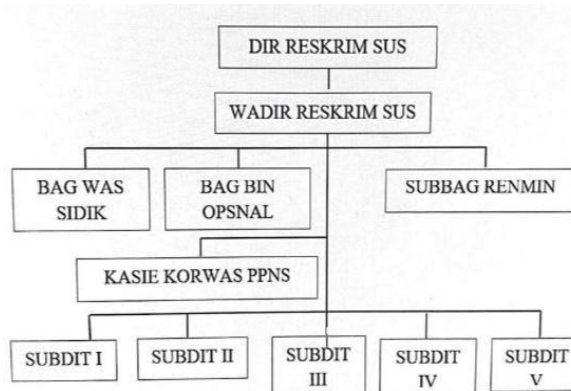 DIR RESKRIM SUS
WADIR RESKRIM SUS
BAG WAS
SIDIK
BAG BIN
OPSNAL
SUBBAG RENMIN
KASIE KORWAS PPNS
SUBDIT I
SUBDIT II
SUBDIT
III
SUBDIT
IV
SUBDIT
V